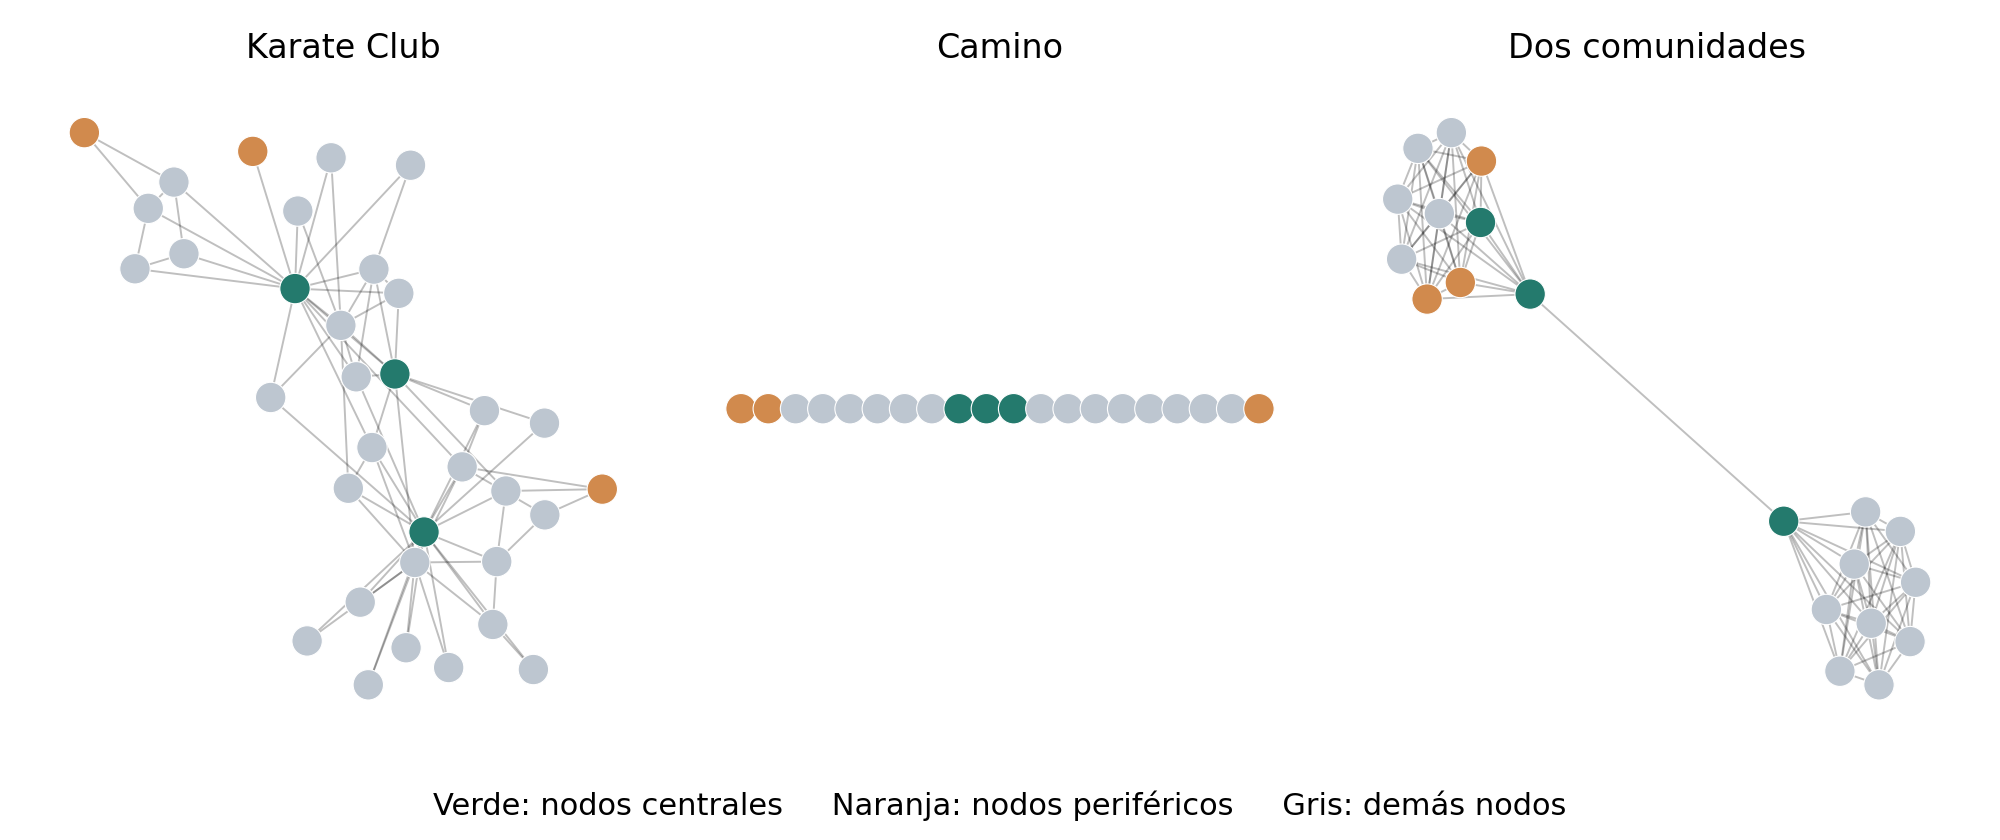 Karate Club
Camino
Dos comunidades
Verde: nodos centrales Naranja: nodos periféricos Gris: demás nodos